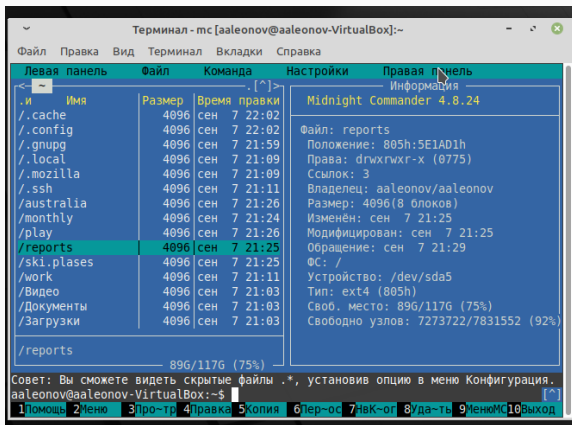 Терминал - mc [aaleonov@aaleonov-VirtualBox]:~
Файл Правка Вид Терминал Вкладки Справка
Левая панель Файл Команда Настройки Правая панель
<- ~ .[^]> Информация
.и Имя Размер Время правки
/.cache 4096 сен 7 22:02
/.config 4096 сен 7 22:02
/.gnupg 4096 сен 7 21:59
/.local 4096 сен 7 21:09
/.mozilla 4096 сен 7 21:09
/.ssh 4096 сен 7 21:11
/australia 4096 сен 7 21:26
/monthly 4096 сен 7 21:24
/play 4096 сен 7 21:26
/reports 4096 сен 7 21:25
/ski.plases 4096 сен 7 21:25
/work 4096 сен 7 21:11
/Видео 4096 сен 7 21:03
/Документы 4096 сен 7 21:03
/Загрузки 4096 сен 7 21:03
/reports
89G/117G (75%)
Midnight Commander 4.8.24
Файл: reports
Положение: 805h:5E1AD1h
Права: drwxrwxr-x (0775)
Ссылок: 3
Владелец: aaleonov/aaleonov
Размер: 4096(8 блоков)
Изменён: сен 7 21:25
Модифицирован: сен 7 21:25
Обращение: сен 7 21:29
ФС: /
Устройство: /dev/sda5
Тип: ext4 (805h)
Своб. место: 89G/117G (75%)
Свободно узлов: 7273722/7831552 (92%)
Совет: Вы сможете видеть скрытые файлы .*, установив опцию в меню Конфигурация.
aaleonov@aaleonov-VirtualBox:~$ [^]
1Помощь 2Меню 3Про~тр 4Правка 5Копия 6Пер~ос 7НвК~ог 8Уда~ть 9МенюMC 10Выход